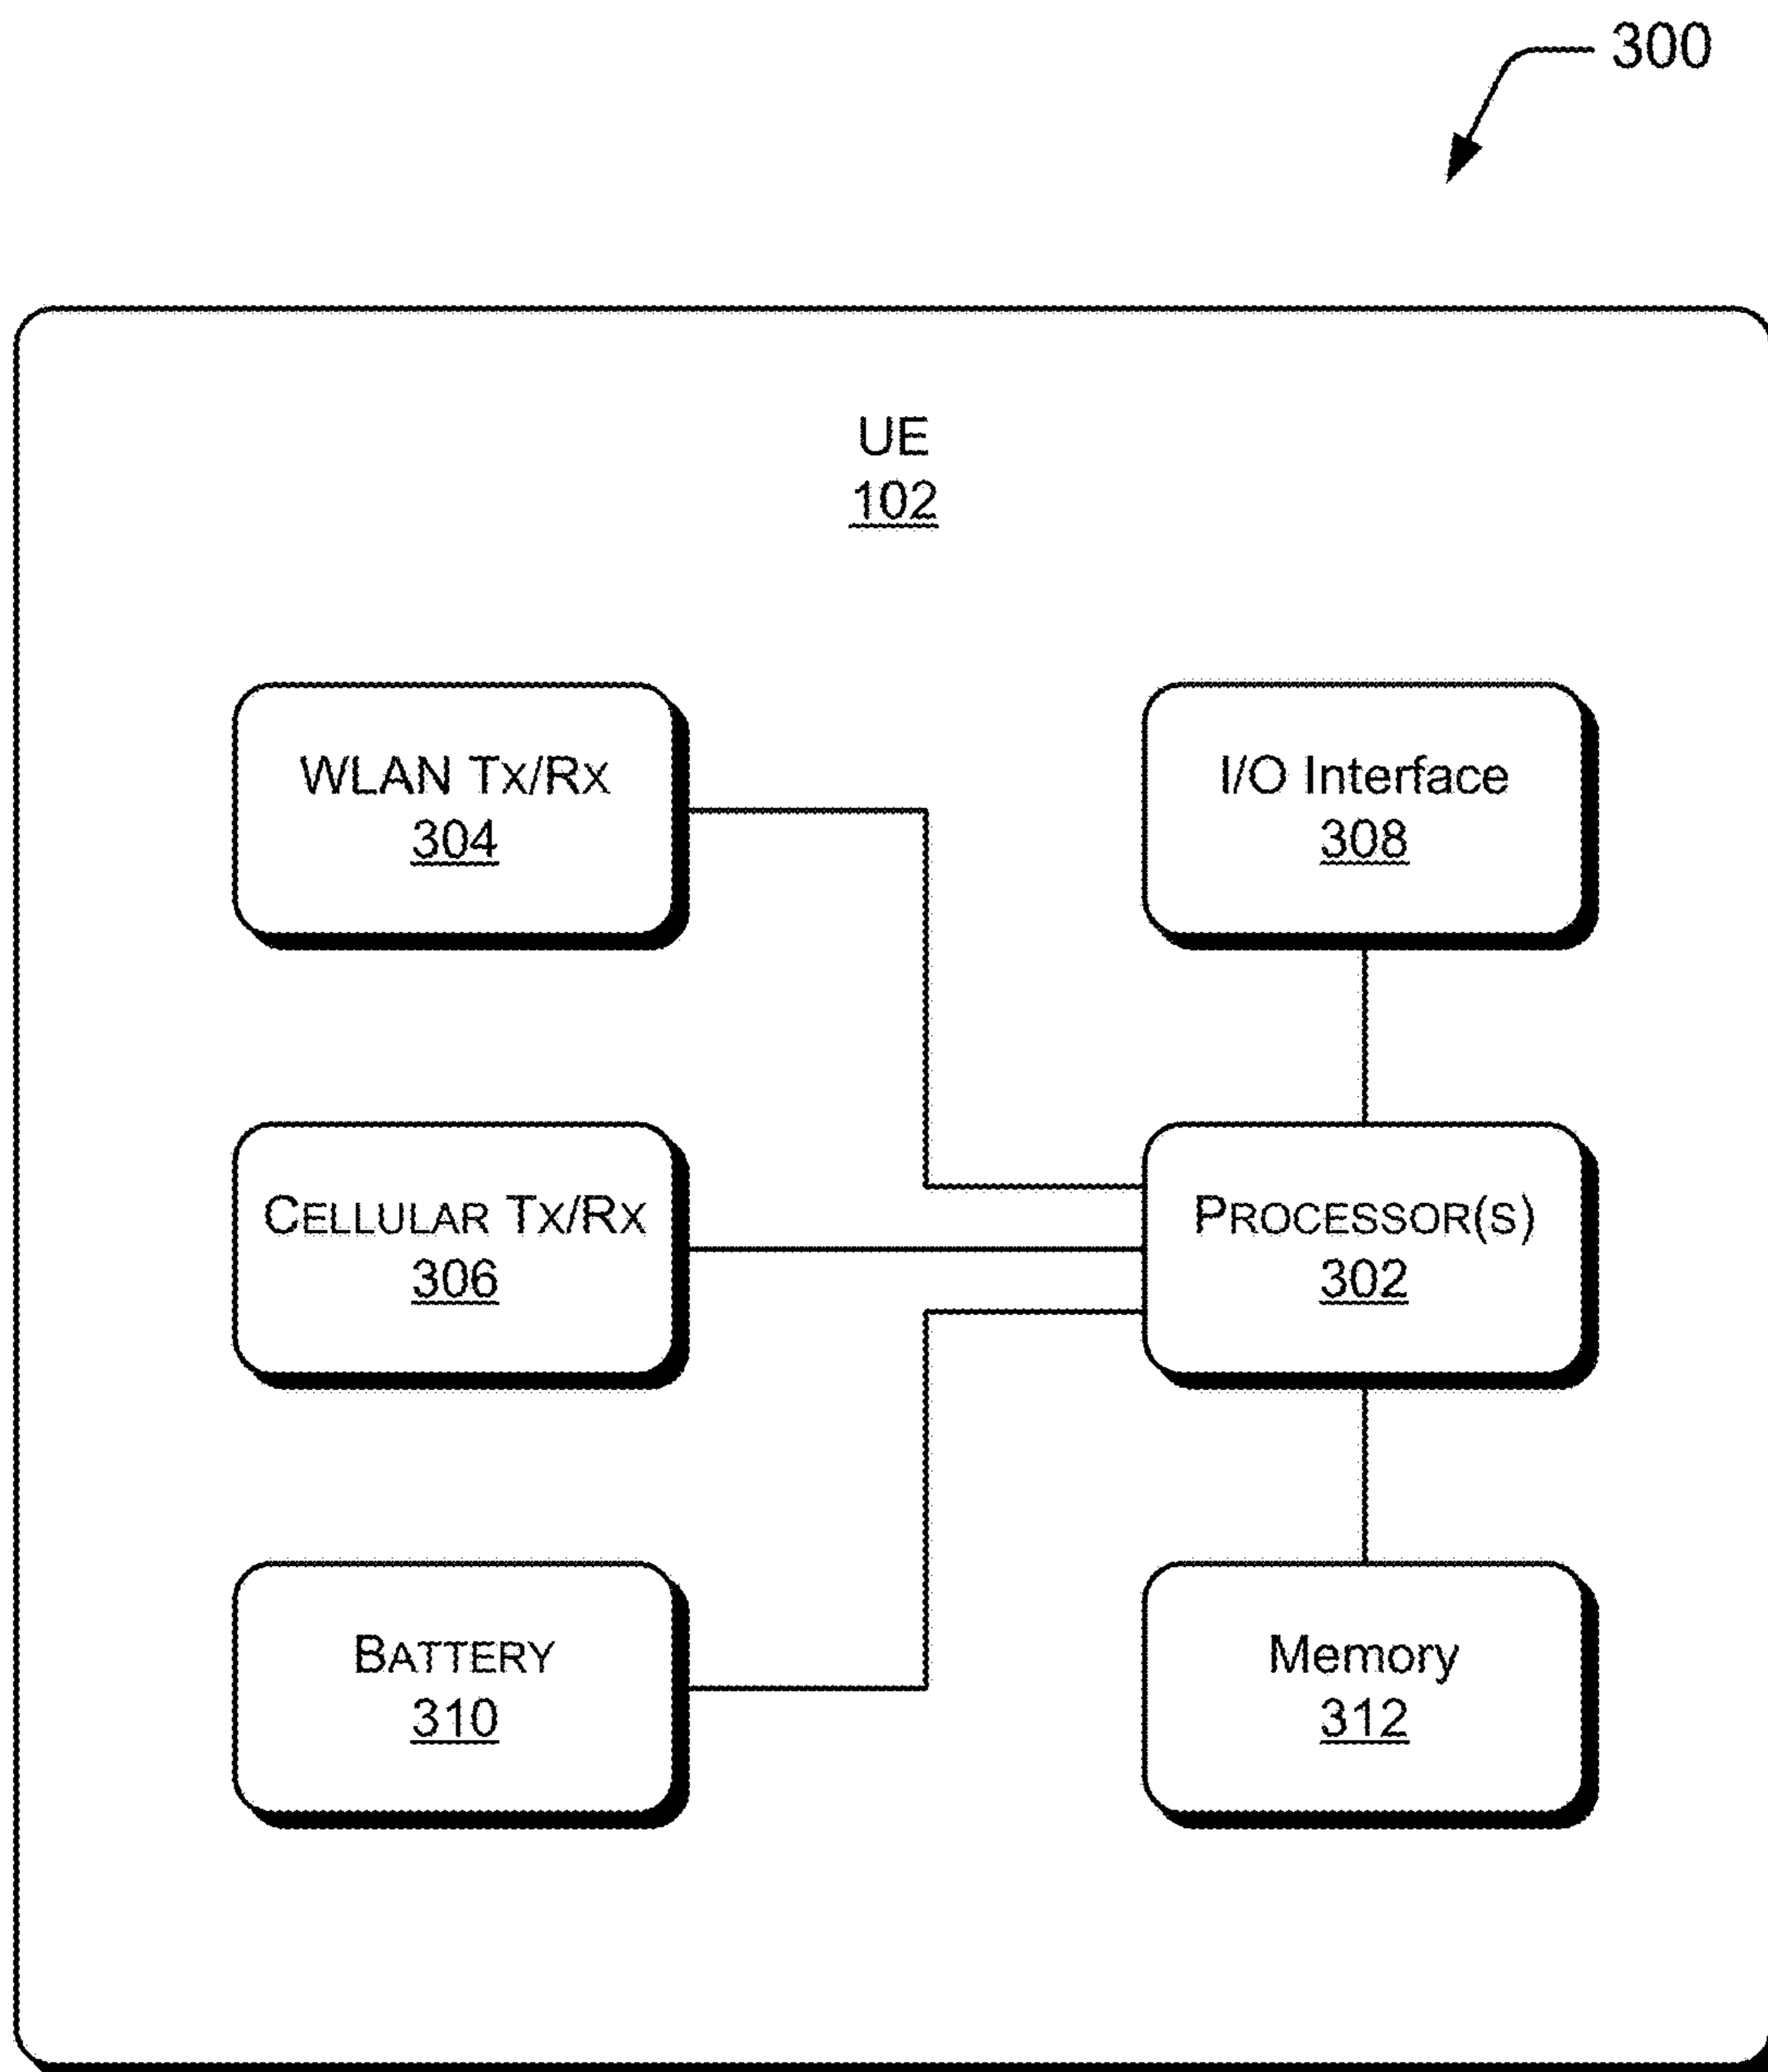 300
UE
102
WLAN TX/RX
304
I/O Interface
308
CELLULAR TX/RX
306
PROCESSOR(S)
302
BATTERY
310
Memory
312